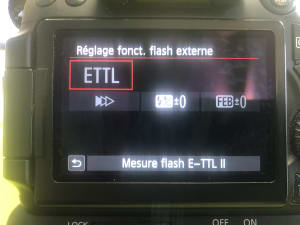 Réglage fonct. flash externe
ETTL
±0 FEB±0
Mesure flash E-TTL II
LOCK OFF ON